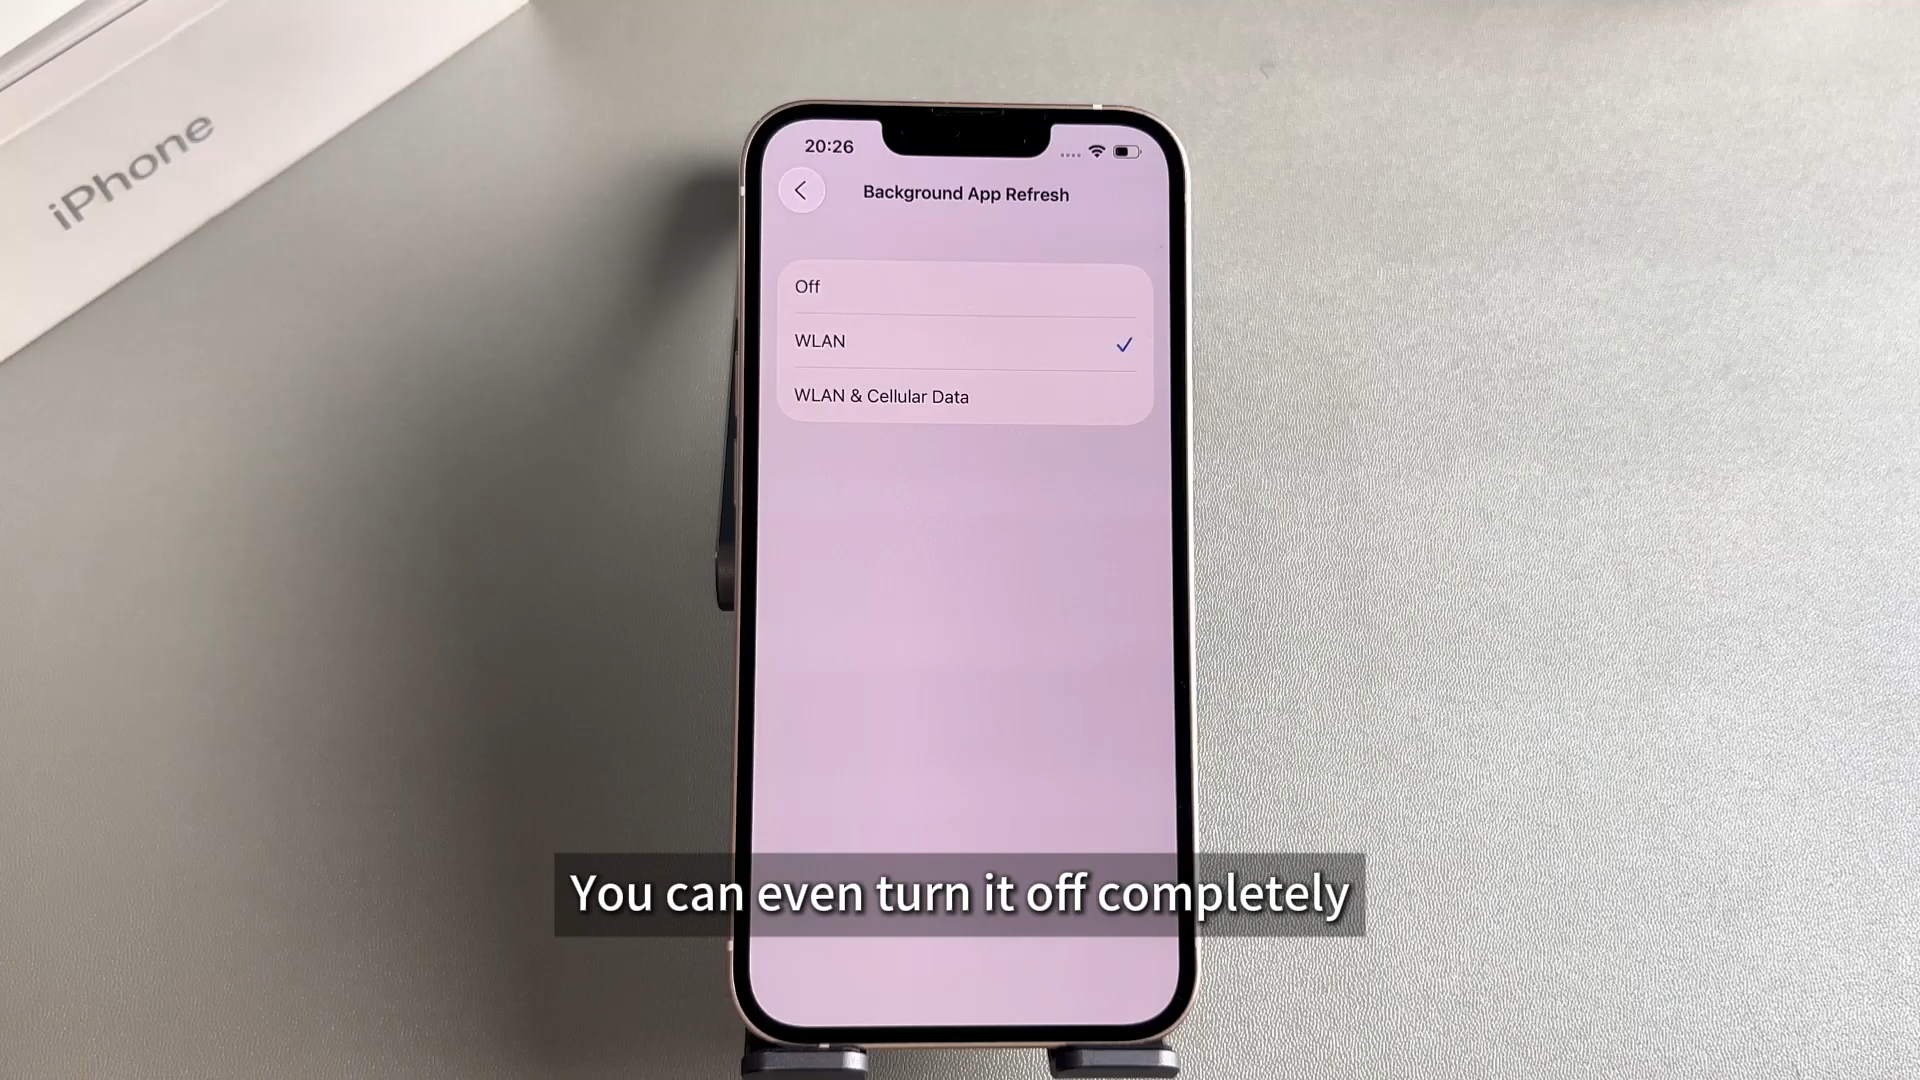 iPhone
20:26
Background App Refresh
Off
WLAN
WLAN & Cellular Data
You can even turn it off completely